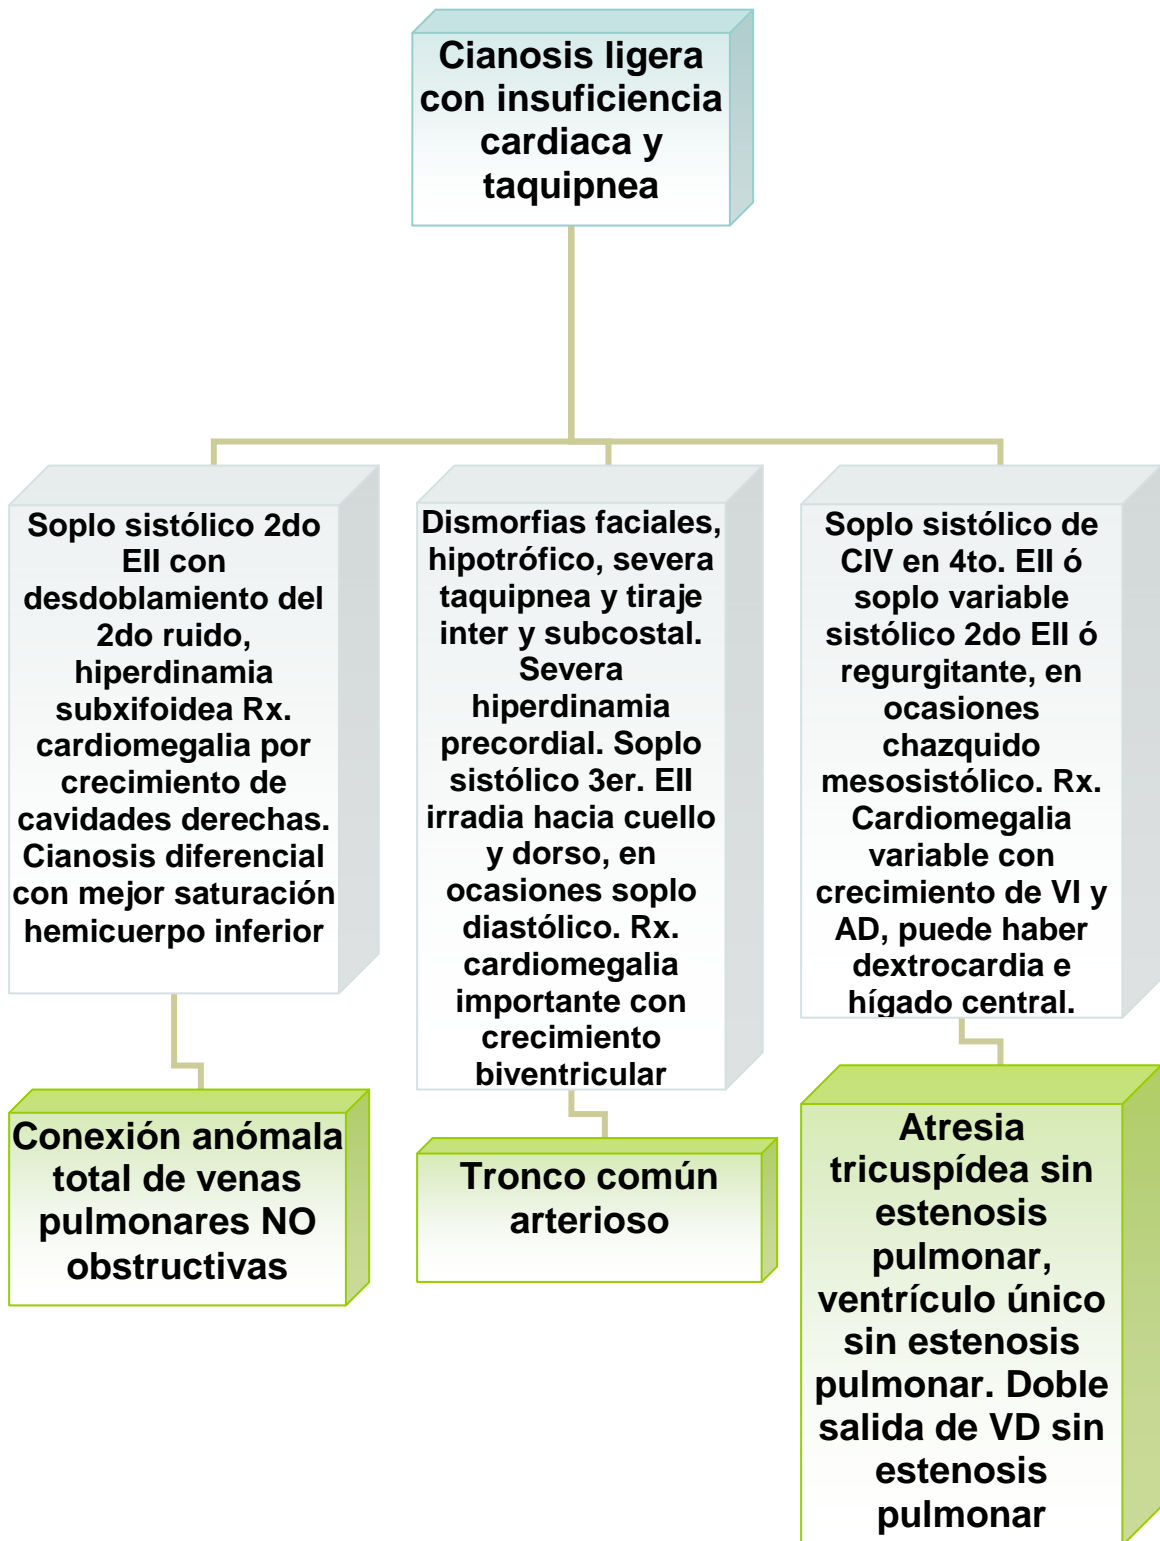 Cianosis ligera
con insuficiencia
cardiaca y
taquipnea
Soplo sistólico 2do
EII con
desdoblamiento del
2do ruido,
hiperdinamia
subxifoidea Rx.
cardiomegalia por
crecimiento de
cavidades derechas.
Cianosis diferencial
con mejor saturación
hemicuerpo inferior
Dismorfias faciales,
hipotrófico, severa
taquipnea y tiraje
inter y subcostal.
Severa
hiperdinamia
precordial. Soplo
sistólico 3er. EII
irradia hacia cuello
y dorso, en
ocasiones soplo
diastólico. Rx.
cardiomegalia
importante con
crecimiento
biventricular
Soplo sistólico de
CIV en 4to. EII ó
soplo variable
sistólico 2do EII ó
regurgitante, en
ocasiones
chazquido
mesosistólico. Rx.
Cardiomegalia
variable con
crecimiento de VI y
AD, puede haber
dextrocardia e
hígado central.
Conexión anómala
total de venas
pulmonares NO
obstructivas
Tronco común
arterioso
Atresia
tricuspídea sin
estenosis
pulmonar,
ventrículo único
sin estenosis
pulmonar. Doble
salida de VD sin
estenosis
pulmonar